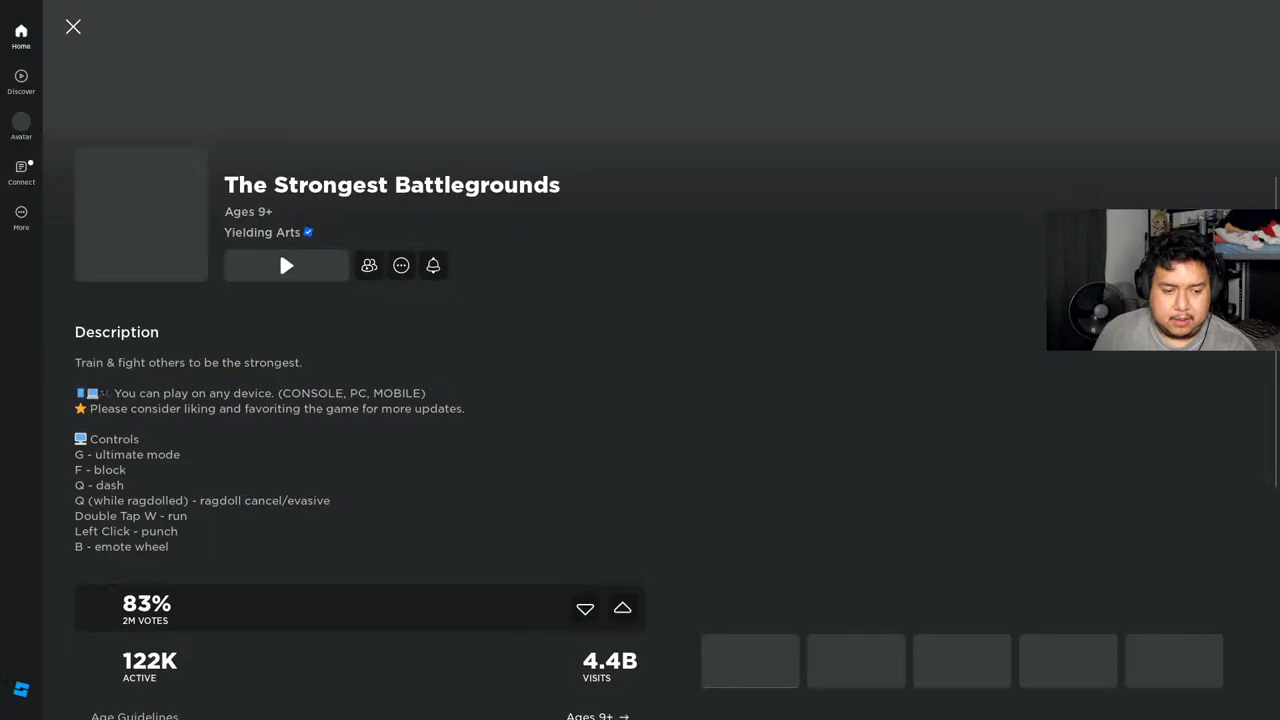 Home
Discover
Avatar
Connect
More
The Strongest Battlegrounds
Ages 9+
Yielding Arts
Description
Train & fight others to be the strongest.
You can play on any device. (CONSOLE, PC, MOBILE)
⭐ Please consider liking and favoriting the game for more updates.
Controls
G - ultimate mode
F - block
Q - dash
Q (while ragdolled) - ragdoll cancel/evasive
Double Tap W - run
Left Click - punch
B - emote wheel
83%
2M VOTES
122K
ACTIVE
4.4B
VISITS
Age Guidelines
Ages 9+ →